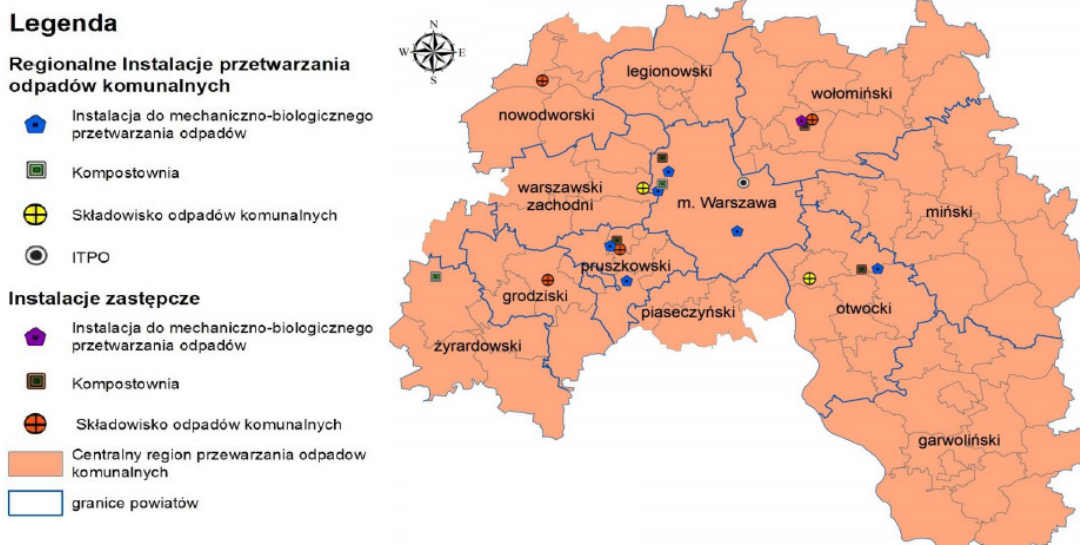 Legenda
Regionalne Instalacje przetwarzania
odpadów komunalnych
Instalacja do mechaniczno-biologicznego
przetwarzania odpadów
Kompostownia
Składowisko odpadów komunalnych
ITPO
Instalacje zastępcze
Instalacja do mechaniczno-biologicznego
przetwarzania odpadów
Kompostownia
Składowisko odpadów komunalnych
Centralny region przewarzania odpadow
komunalnych
granice powiatów
N
W
E
S
legionowski
wołomiński
nowodworski
warszawski
zachodni
m. Warszawa
miński
pruszkowski
grodziski
piaseczyński
otwocki
żyrardowski
garwoliński